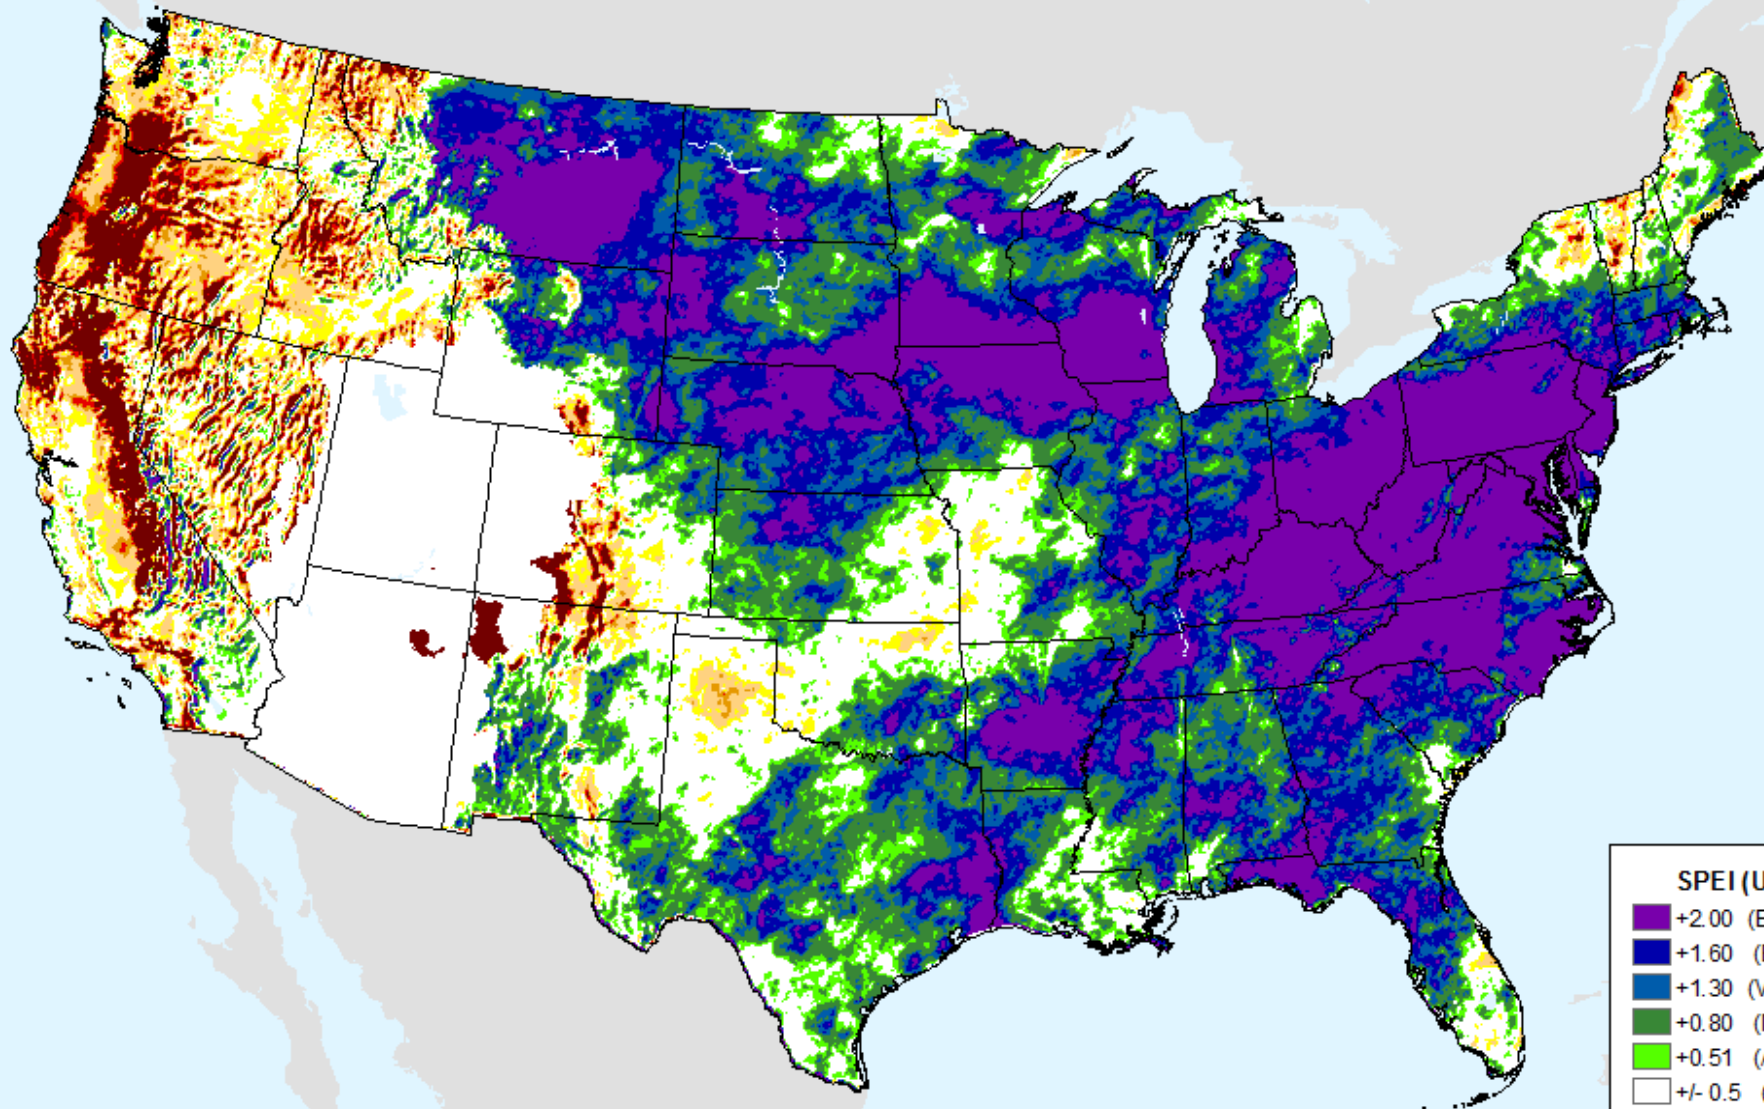 SPEI (U
+2.00 (E
+1.60 (
+1.30 (V
+0.80 (
+0.51 (
+/- 0.5 (